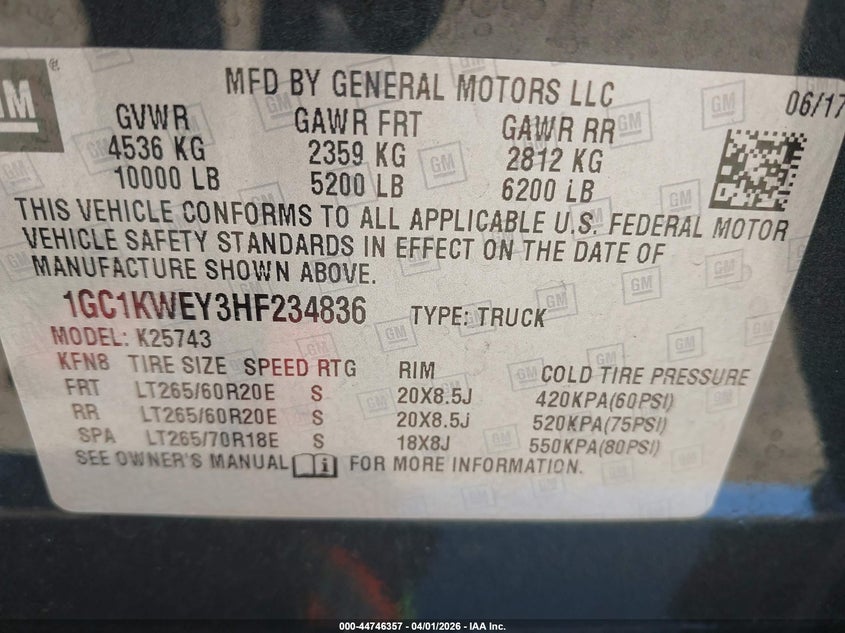 GM ®
MFD BY GENERAL MOTORS LLC
06/17
GVWR GAWR FRT GAWR RR
4536 KG 2359 KG 2812 KG
10000 LB 5200 LB 6200 LB
THIS VEHICLE CONFORMS TO ALL APPLICABLE U.S. FEDERAL MOTOR
VEHICLE SAFETY STANDARDS IN EFFECT ON THE DATE OF
MANUFACTURE SHOWN ABOVE.
1GC1KWEY3HF234836 TYPE: TRUCK
MODEL: K25743
KFN8 TIRE SIZE SPEED RTG RIM COLD TIRE PRESSURE
FRT LT265/60R20E S 20X8.5J 420KPA(60PSI)
RR LT265/60R20E S 20X8.5J 520KPA(75PSI)
SPA LT265/70R18E S 18X8J 550KPA(80PSI)
SEE OWNER'S MANUAL FOR MORE INFORMATION.
000-44746357 - 04/01/2026 - IAA Inc.